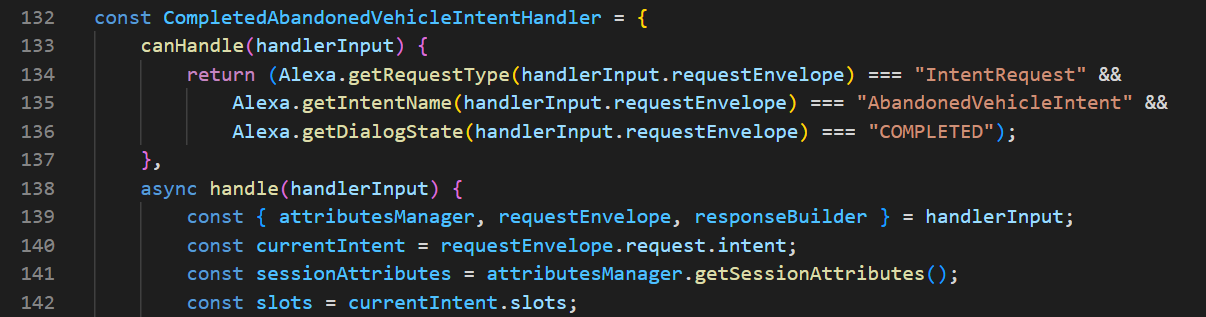 132 const CompletedAbandonedVehicleIntentHandler = {
133     canHandle(handlerInput) {
134         return (Alexa.getRequestType(handlerInput.requestEnvelope) === "IntentRequest" &&
135             Alexa.getIntentName(handlerInput.requestEnvelope) === "AbandonedVehicleIntent" &&
136             Alexa.getDialogState(handlerInput.requestEnvelope) === "COMPLETED");
137     },
138     async handle(handlerInput) {
139         const { attributesManager, requestEnvelope, responseBuilder } = handlerInput;
140         const currentIntent = requestEnvelope.request.intent;
141         const sessionAttributes = attributesManager.getSessionAttributes();
142         const slots = currentIntent.slots;